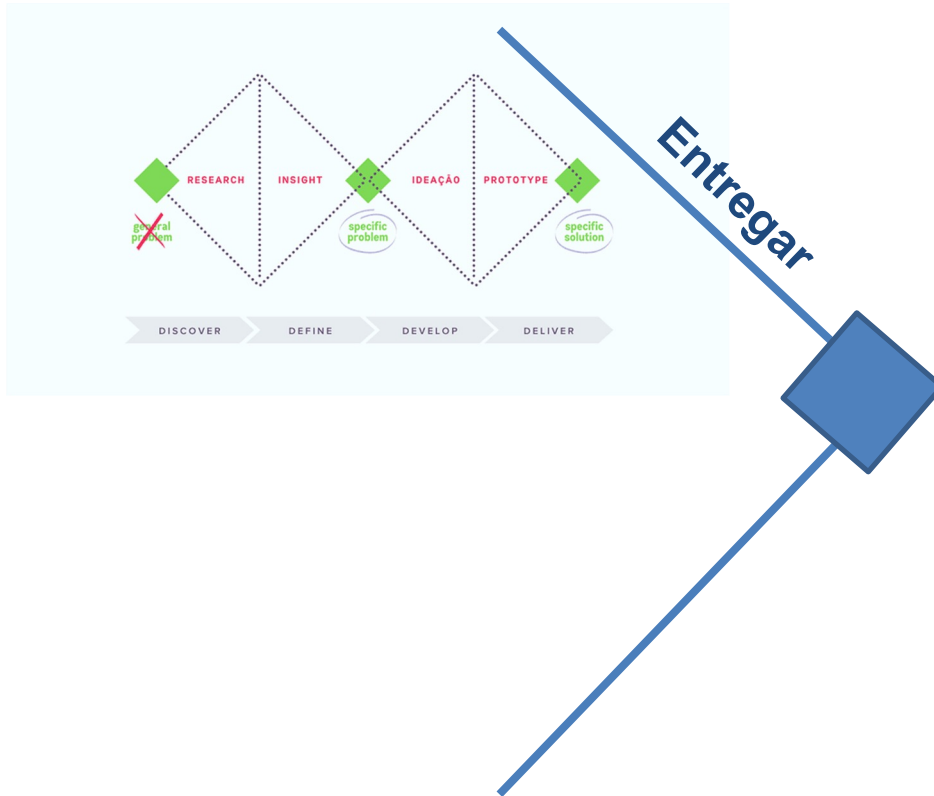 Entregar
RESEARCH
INSIGHT
IDEAÇÃO
PROTOTYPE
general
problem
specific
problem
specific
solution
DISCOVER
DEFINE
DEVELOP
DELIVER